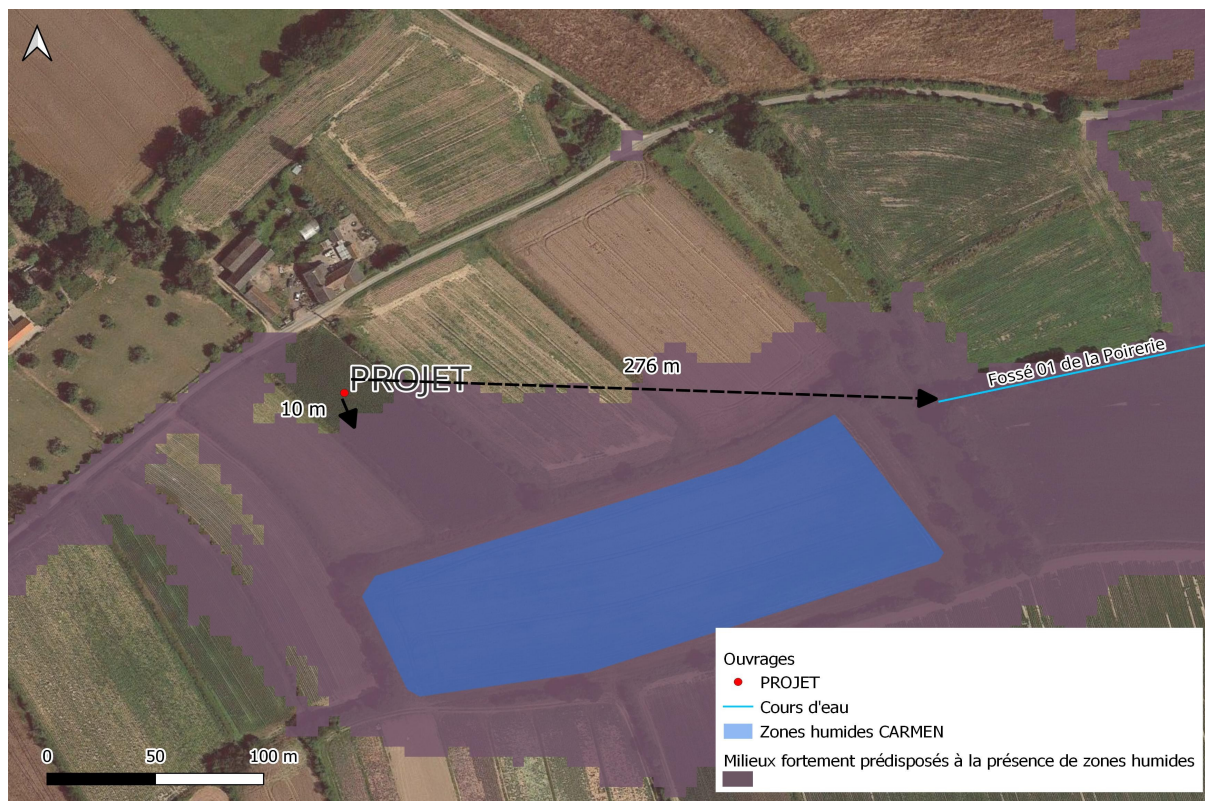 Fossé 01 de la Poirerie
276 m
PROJET
10 m
Ouvrages
PROJET
Cours d'eau
Zones humides CARMEN
Milieux fortement prédisposés à la présence de zones humides
0 50 100 m